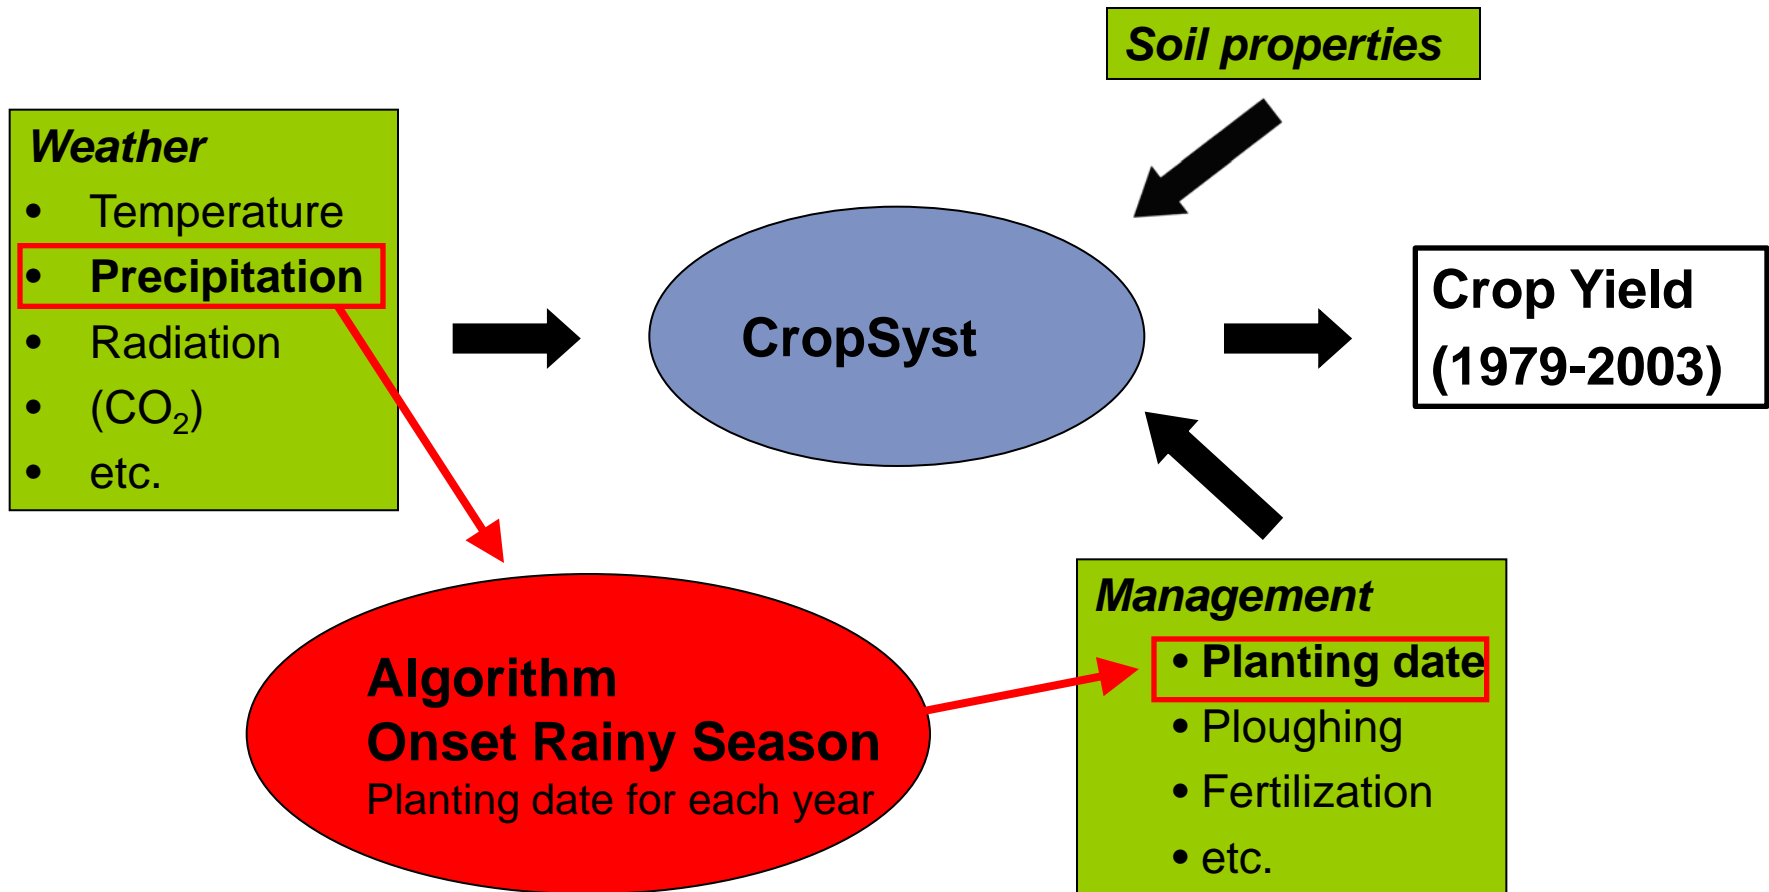 Soil properties
Weather
• Temperature
• Precipitation
• Radiation
• (CO₂)
• etc.
CropSyst
Crop Yield
(1979-2003)
Algorithm
Onset Rainy Season
Planting date for each year
Management
• Planting date
• Ploughing
• Fertilization
• etc.